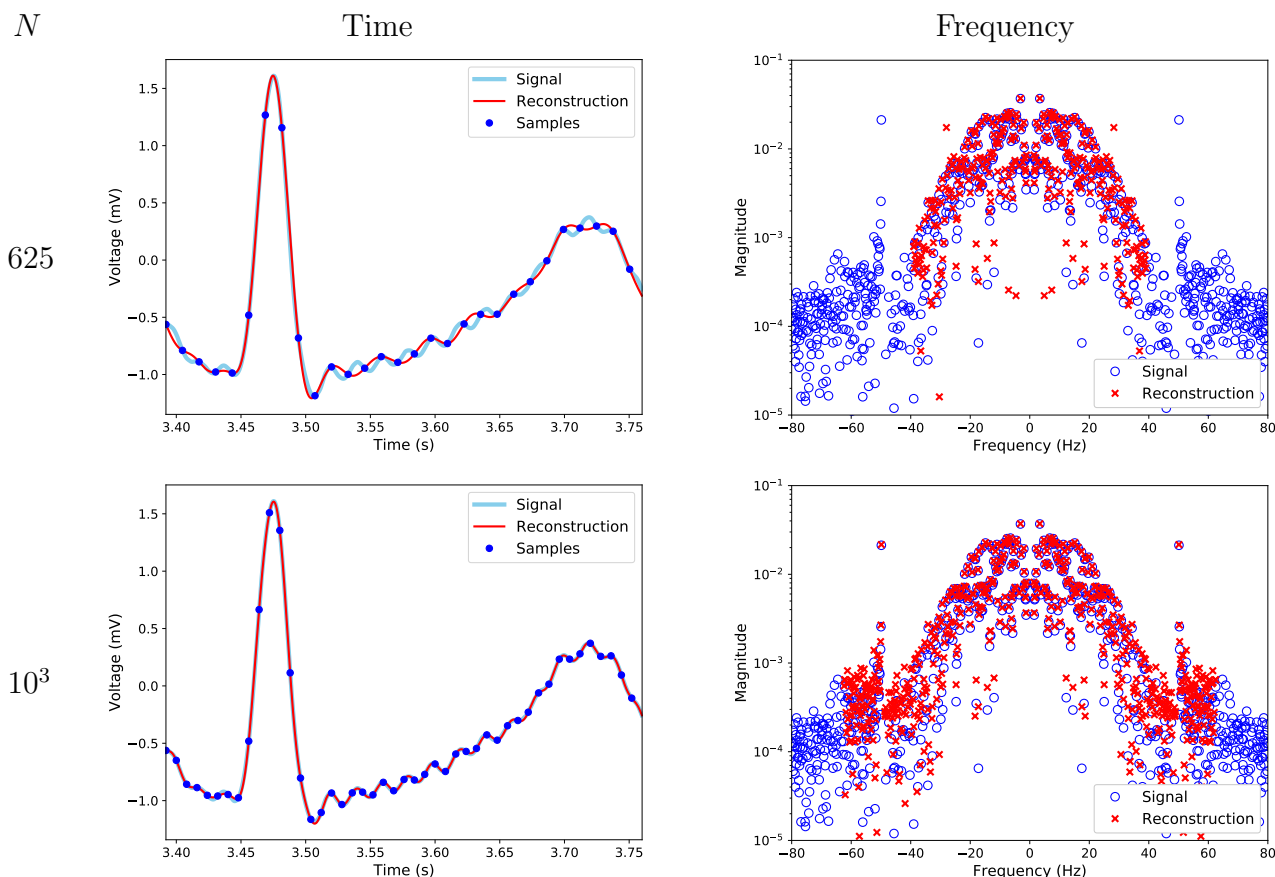 N Time Frequency
625
1.5
1.0
0.5
0.0
−0.5
−1.0
Voltage (mV)
Signal
Reconstruction
Samples
3.40 3.45 3.50 3.55 3.60 3.65 3.70 3.75
Time (s)
10⁻¹
10⁻²
10⁻³
10⁻⁴
10⁻⁵
Magnitude
Signal
Reconstruction
−80 −60 −40 −20 0 20 40 60 80
Frequency (Hz)
10³
1.5
1.0
0.5
0.0
−0.5
−1.0
Voltage (mV)
Signal
Reconstruction
Samples
3.40 3.45 3.50 3.55 3.60 3.65 3.70 3.75
Time (s)
10⁻¹
10⁻²
10⁻³
10⁻⁴
10⁻⁵
Magnitude
Signal
Reconstruction
−80 −60 −40 −20 0 20 40 60 80
Frequency (Hz)